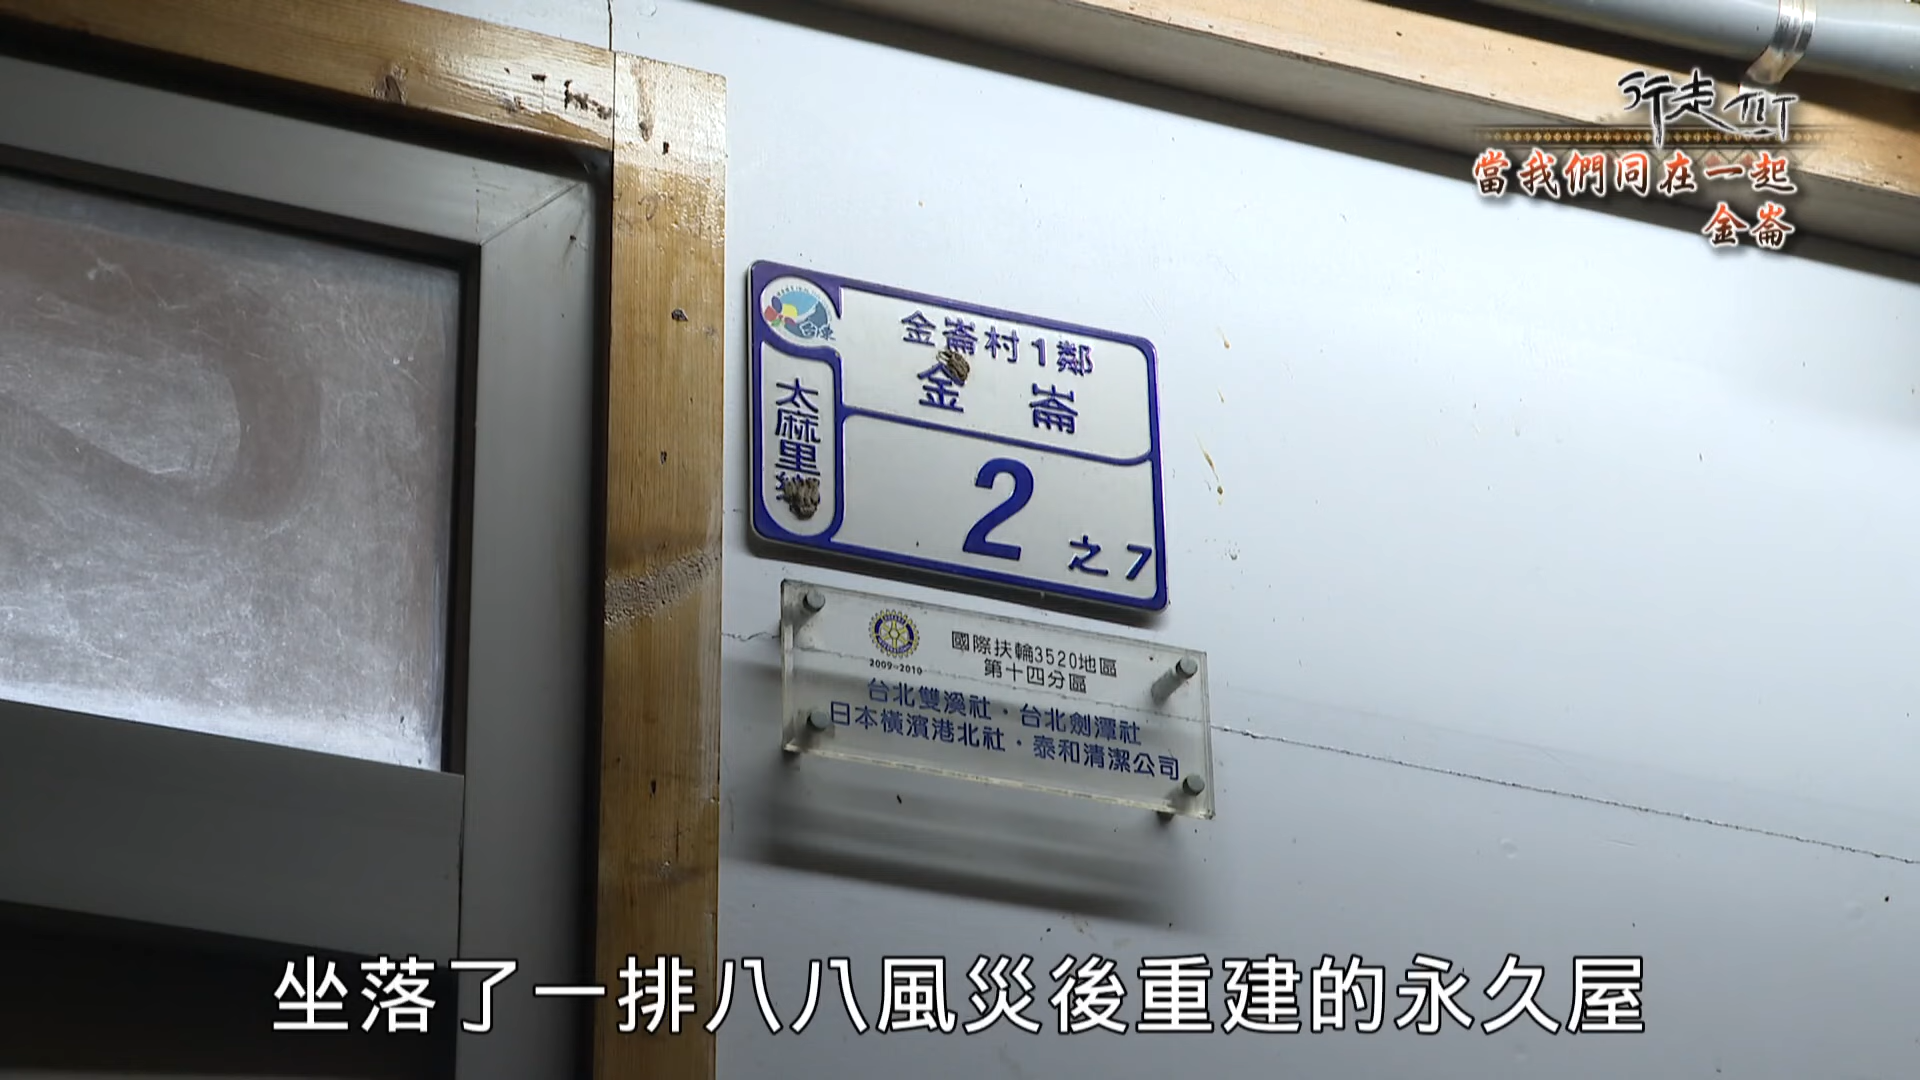 行走TIT
當我們同在一起
金崙
台東
太麻里鄉
金崙村1鄰
金崙
2之7
2009-2010
國際扶輪3520地區
第十四分區
台北雙溪社·台北劍潭社
日本橫濱港北社·泰和清潔公司
坐落了一排八八風災後重建的永久屋